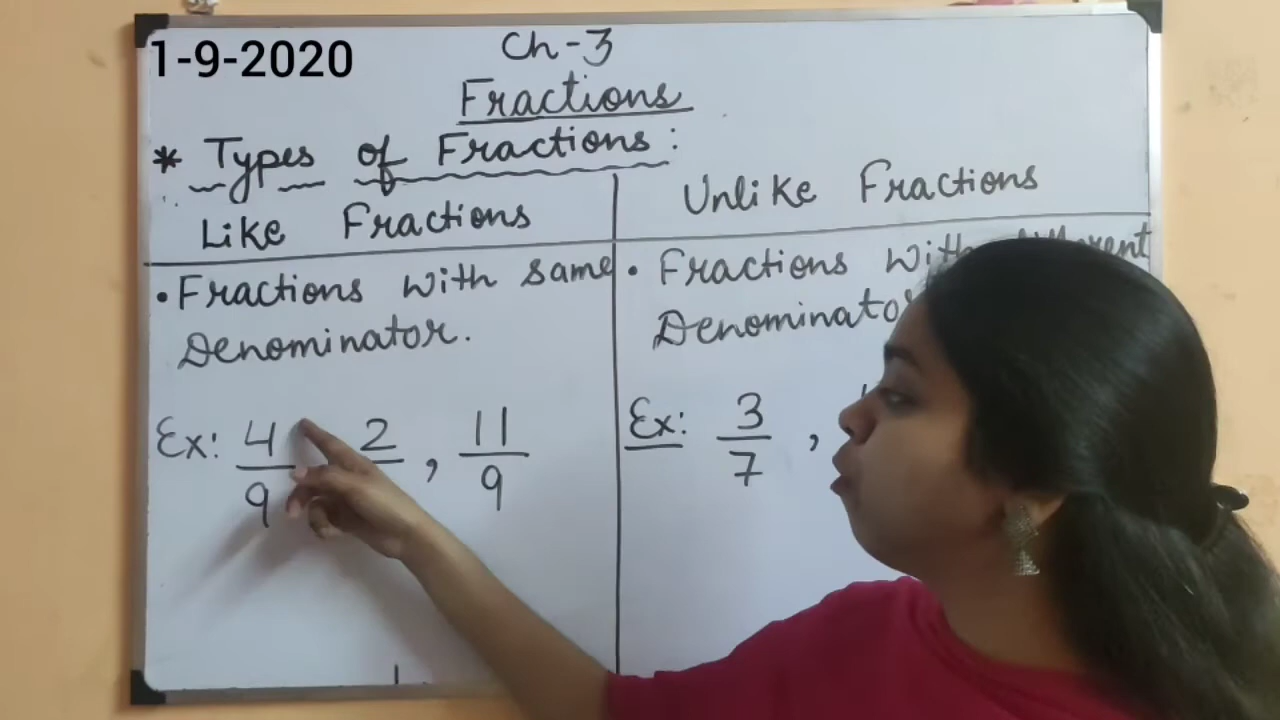 1-9-2020
Ch-3
Fractions
* Types of Fractions:
Like Fractions
• Fractions with same
Denominator.
Ex: 4/9 2 , 11/9
Unlike Fractions
• Fractions with
Denominator
Ex: 3/7 ,